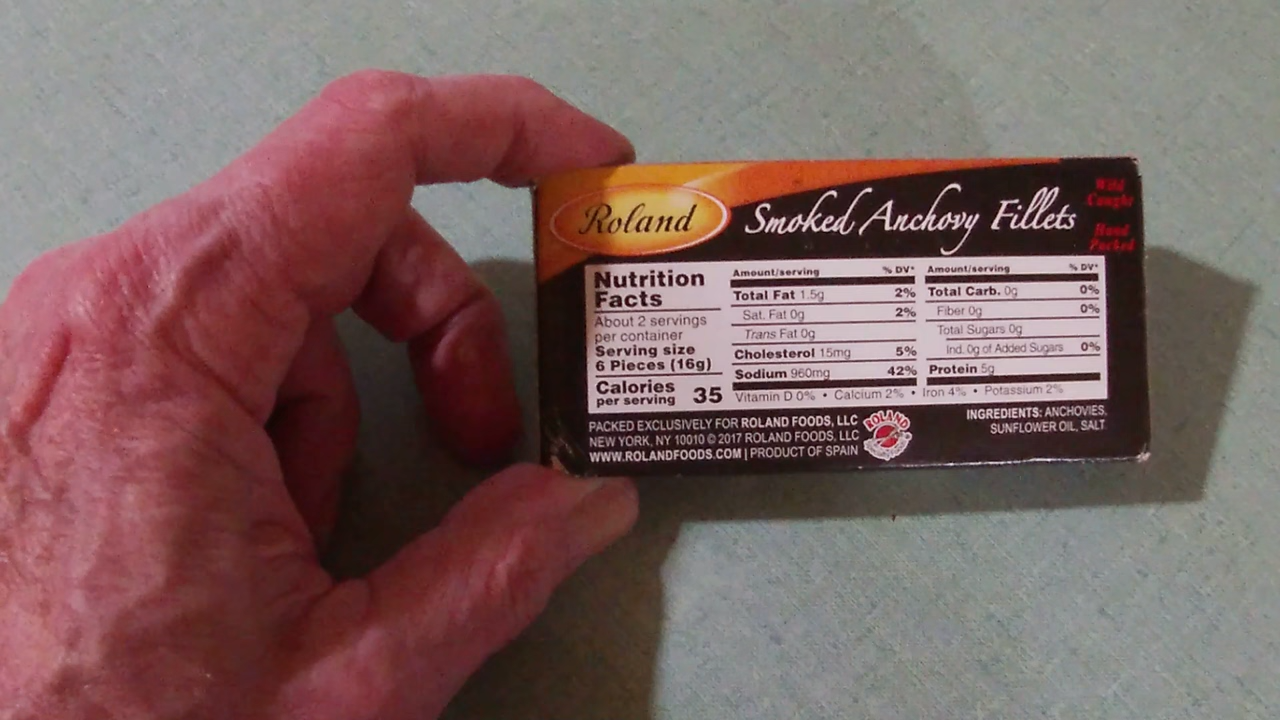 Roland
Smoked Anchovy Fillets
Wild
Caught
Hand
Packed
Nutrition
Facts
About 2 servings
per container
Serving size
6 Pieces (16g)
Calories
per serving 35
Amount/serving % DV*
Total Fat 1.5g 2%
Sat. Fat 0g 2%
Trans Fat 0g
Cholesterol 15mg 5%
Sodium 960mg 42%
Amount/serving % DV*
Total Carb. 0g 0%
Fiber 0g 0%
Total Sugars 0g
Ind. 0g of Added Sugars 0%
Protein 5g
Vitamin D 0% • Calcium 2% • Iron 4% • Potassium 2%
PACKED EXCLUSIVELY FOR ROLAND FOODS, LLC
NEW YORK, NY 10010 © 2017 ROLAND FOODS, LLC
WWW.ROLANDFOODS.COM | PRODUCT OF SPAIN
ROLAND
INGREDIENTS: ANCHOVIES,
SUNFLOWER OIL, SALT